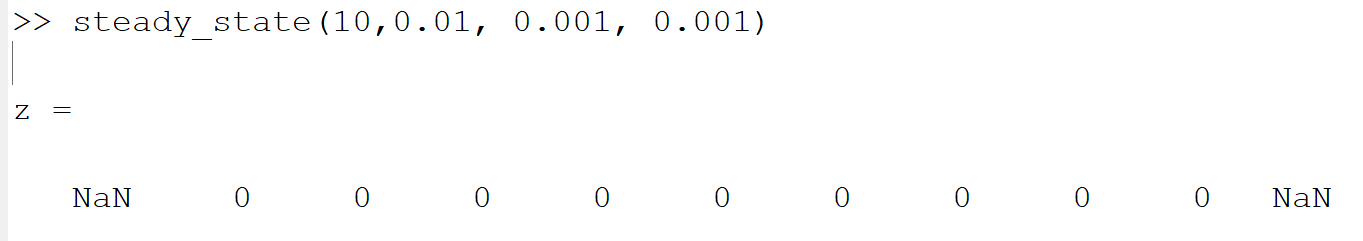 >> steady_state(10,0.01, 0.001, 0.001)
z =
NaN 0 0 0 0 0 0 0 0 0 NaN